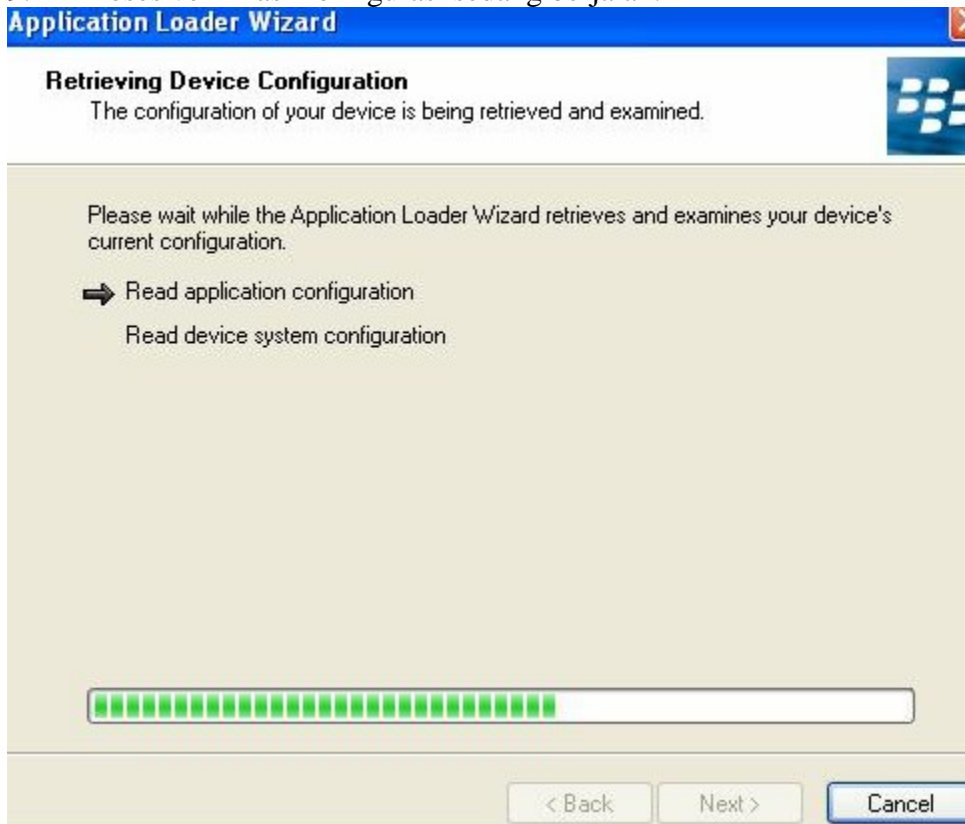 Application Loader Wizard
Retrieving Device Configuration
The configuration of your device is being retrieved and examined.
Please wait while the Application Loader Wizard retrieves and examines your device's
current configuration.
Read application configuration
Read device system configuration
< Back
Next >
Cancel